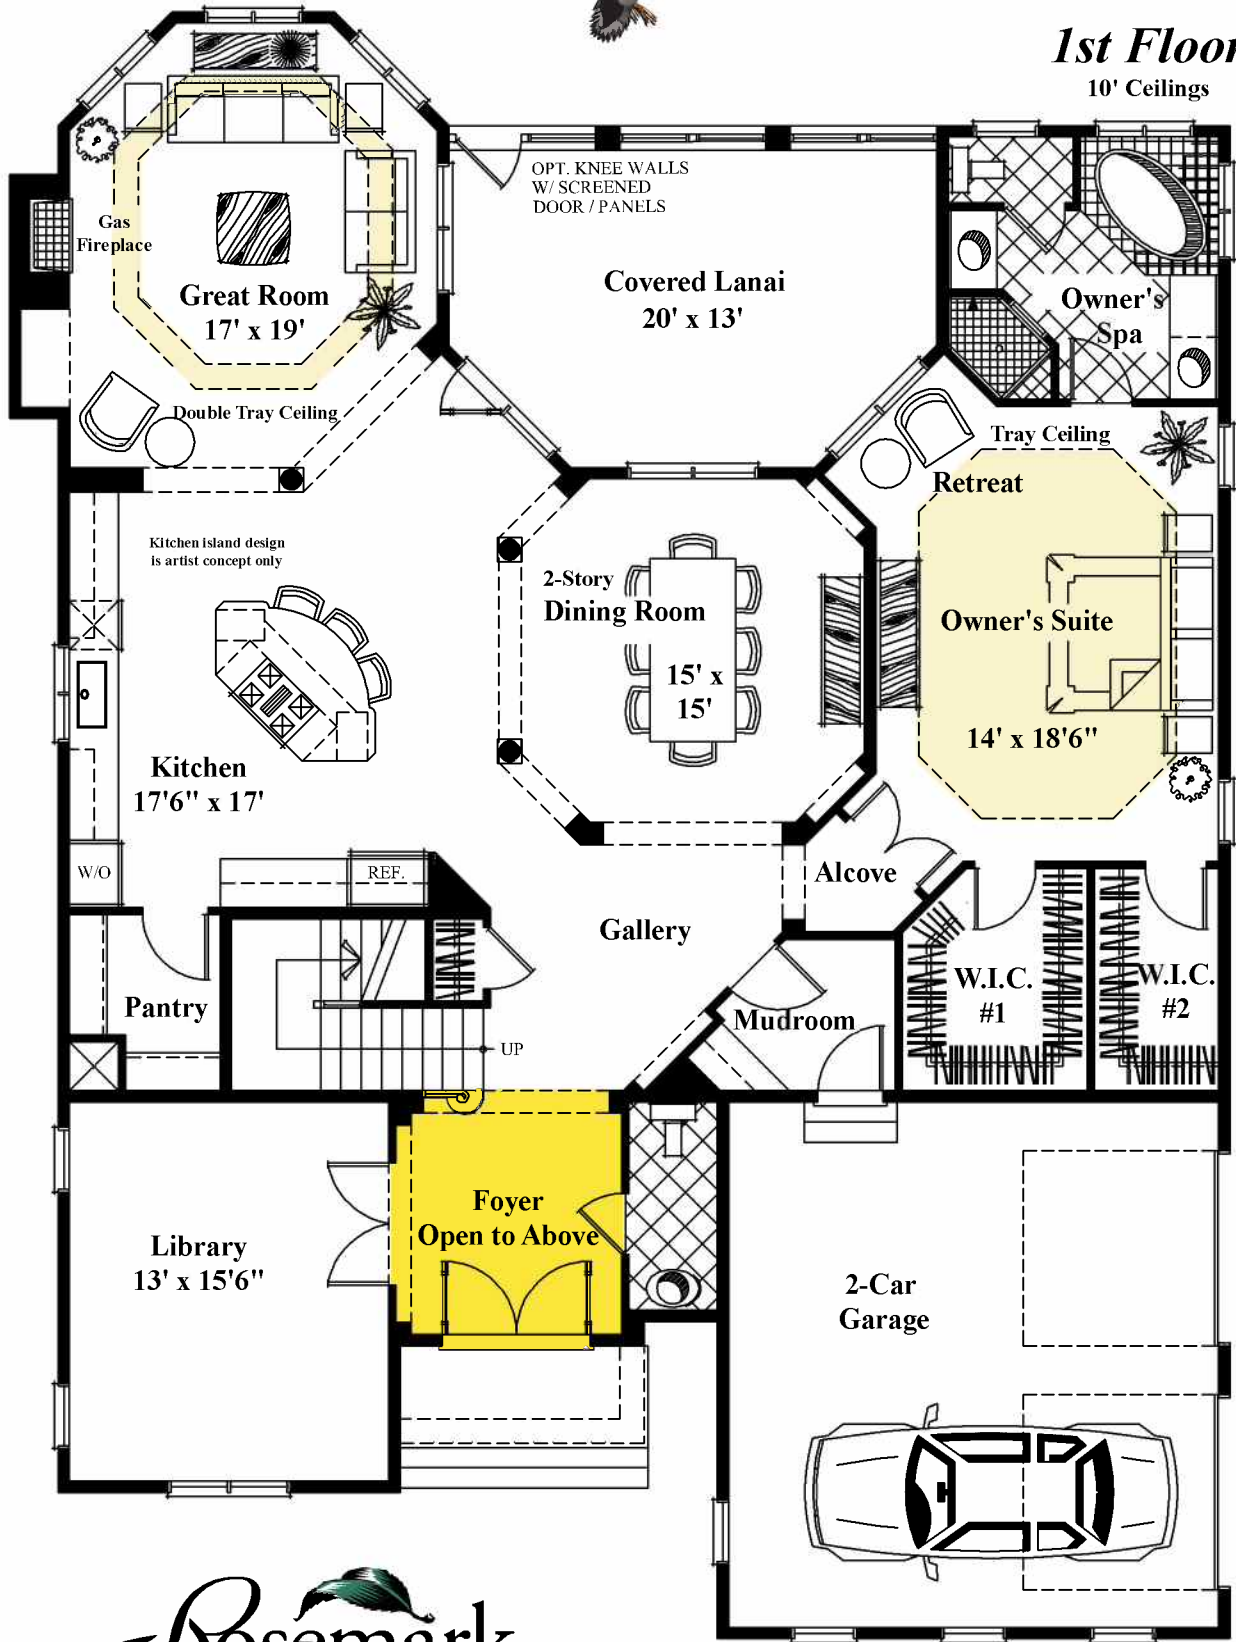 1st Floor
10' Ceilings
OPT. KNEE WALLS
W/ SCREENED
DOOR / PANELS
Gas
Fireplace
Great Room
17' x 19'
Covered Lanai
20' x 13'
Owner's
Spa
Double Tray Ceiling
Tray Ceiling
Retreat
Kitchen island design
is artist concept only
2-Story
Dining Room
15' x
15'
Owner's Suite
14' x 18'6"
Kitchen
17'6" x 17'
W/O
REF.
Alcove
Gallery
Pantry
UP
Mudroom
W.I.C.
#1
W.I.C.
#2
Foyer
Open to Above
Library
13' x 15'6"
2-Car
Garage
Rosemark